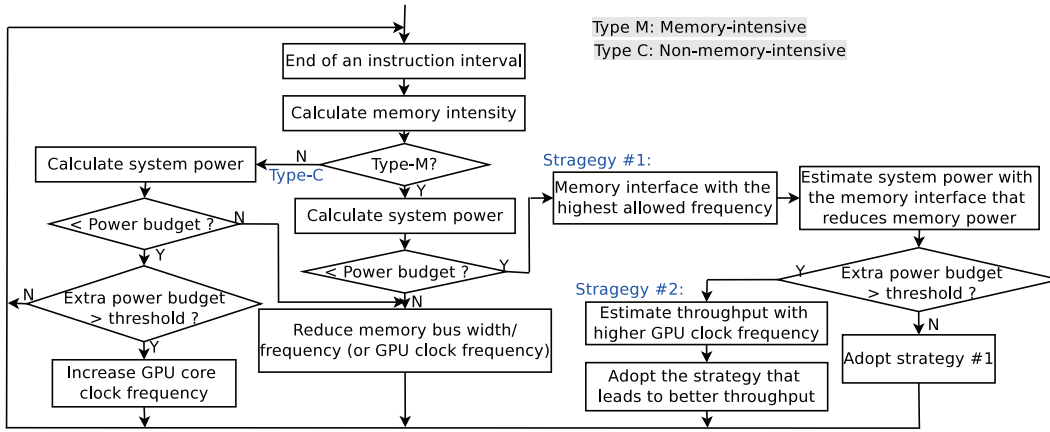 Type M: Memory-intensive
Type C: Non-memory-intensive
End of an instruction interval
Calculate memory intensity
Type-M?
N
Type-C
Y
Calculate system power
< Power budget ?
N
Y
Extra power budget
> threshold ?
N
Y
Increase GPU core
clock frequency
Calculate system power
< Power budget ?
Y
N
Reduce memory bus width/
frequency (or GPU clock frequency)
Stragegy #1:
Memory interface with the
highest allowed frequency
Estimate system power with
the memory interface that
reduces memory power
Extra power budget
> threshold ?
Y
N
Stragegy #2:
Estimate throughput with
higher GPU clock frequency
Adopt the strategy that
leads to better throughput
Adopt strategy #1